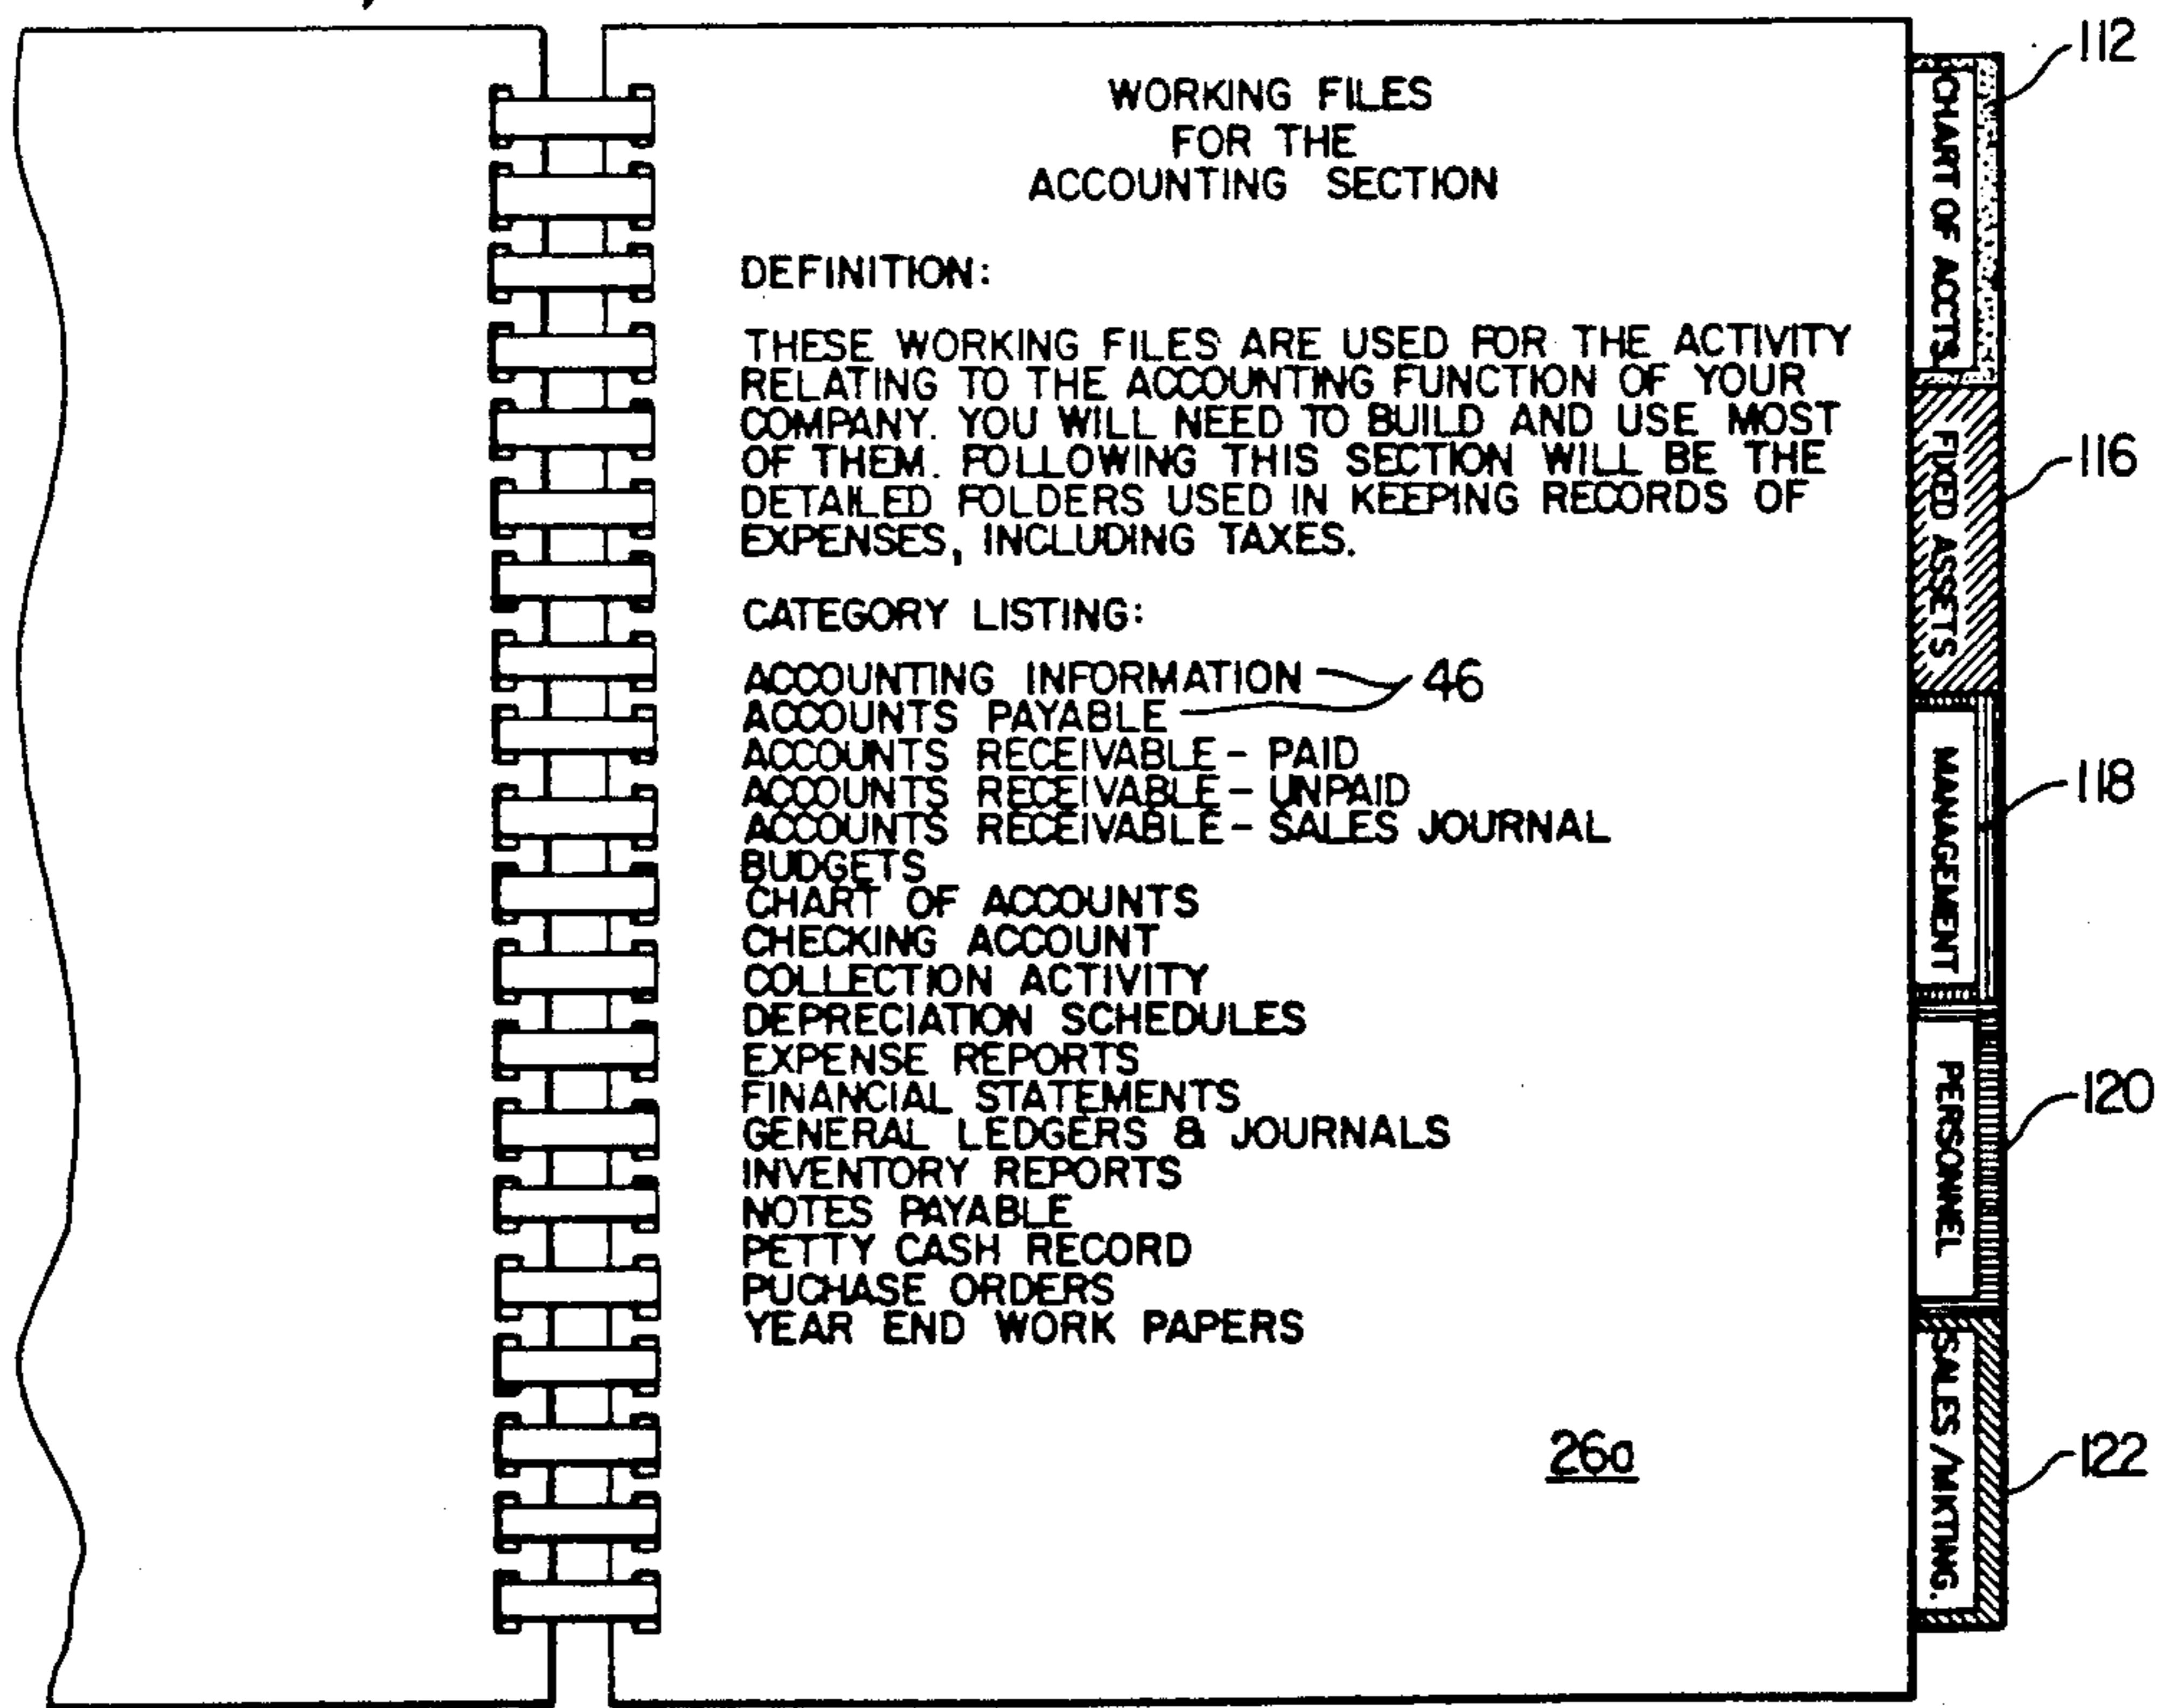 WORKING FILES
FOR THE
ACCOUNTING SECTION
DEFINITION:
THESE WORKING FILES ARE USED FOR THE ACTIVITY
RELATING TO THE ACCOUNTING FUNCTION OF YOUR
COMPANY. YOU WILL NEED TO BUILD AND USE MOST
OF THEM. FOLLOWING THIS SECTION WILL BE THE
DETAILED FOLDERS USED IN KEEPING RECORDS OF
EXPENSES, INCLUDING TAXES.
CATEGORY LISTING:
ACCOUNTING INFORMATION 46
ACCOUNTS PAYABLE
ACCOUNTS RECEIVABLE - PAID
ACCOUNTS RECEIVABLE - UNPAID
ACCOUNTS RECEIVABLE - SALES JOURNAL
BUDGETS
CHART OF ACCOUNTS
CHECKING ACCOUNT
COLLECTION ACTIVITY
DEPRECIATION SCHEDULES
EXPENSE REPORTS
FINANCIAL STATEMENTS
GENERAL LEDGERS & JOURNALS
INVENTORY REPORTS
NOTES PAYABLE
PETTY CASH RECORD
PUCHASE ORDERS
YEAR END WORK PAPERS
26a
CHART OF ACCTS.
112
FIXED ASSETS
116
MANAGEMENT
118
PERSONNEL
120
SALES/MKTING.
122